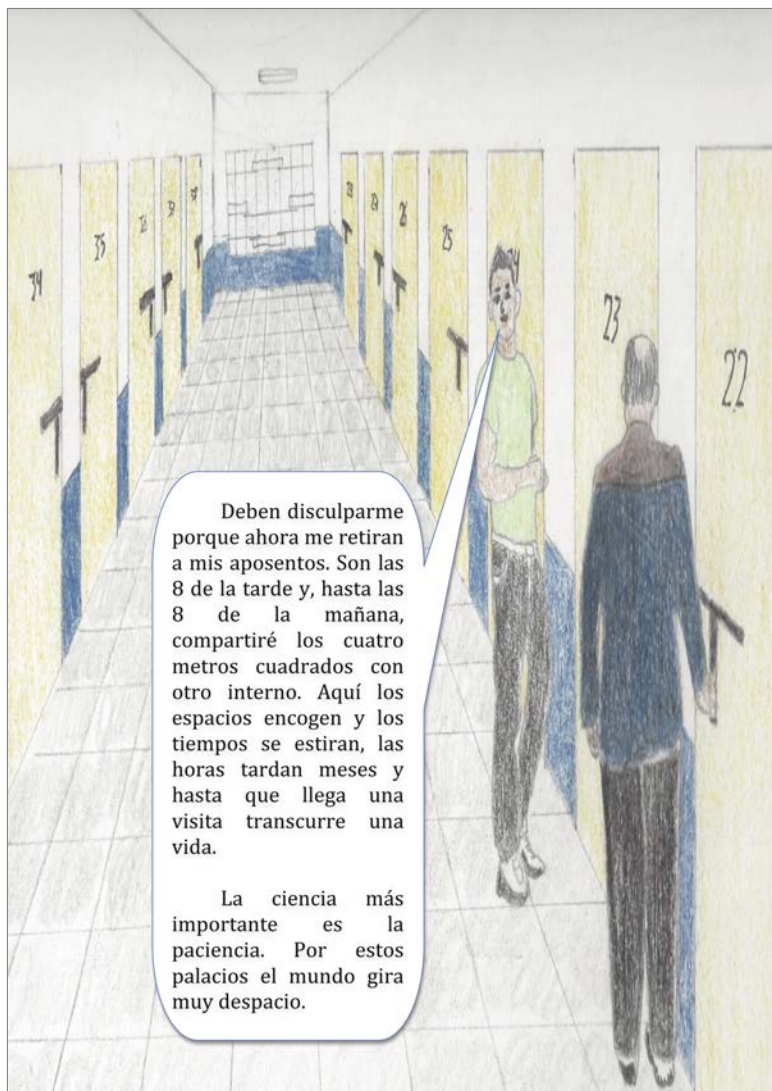 34
35
36
28
26
25
24
23
22
Deben disculparme
porque ahora me retiran
a mis aposentos. Son las
8 de la tarde y, hasta las
8 de la mañana,
compartiré los cuatro
metros cuadrados con
otro interno. Aquí los
espacios encogen y los
tiempos se estiran, las
horas tardan meses y
hasta que llega una
visita transcurre una
vida.
La ciencia más
importante es la
paciencia. Por estos
palacios el mundo gira
muy despacio.